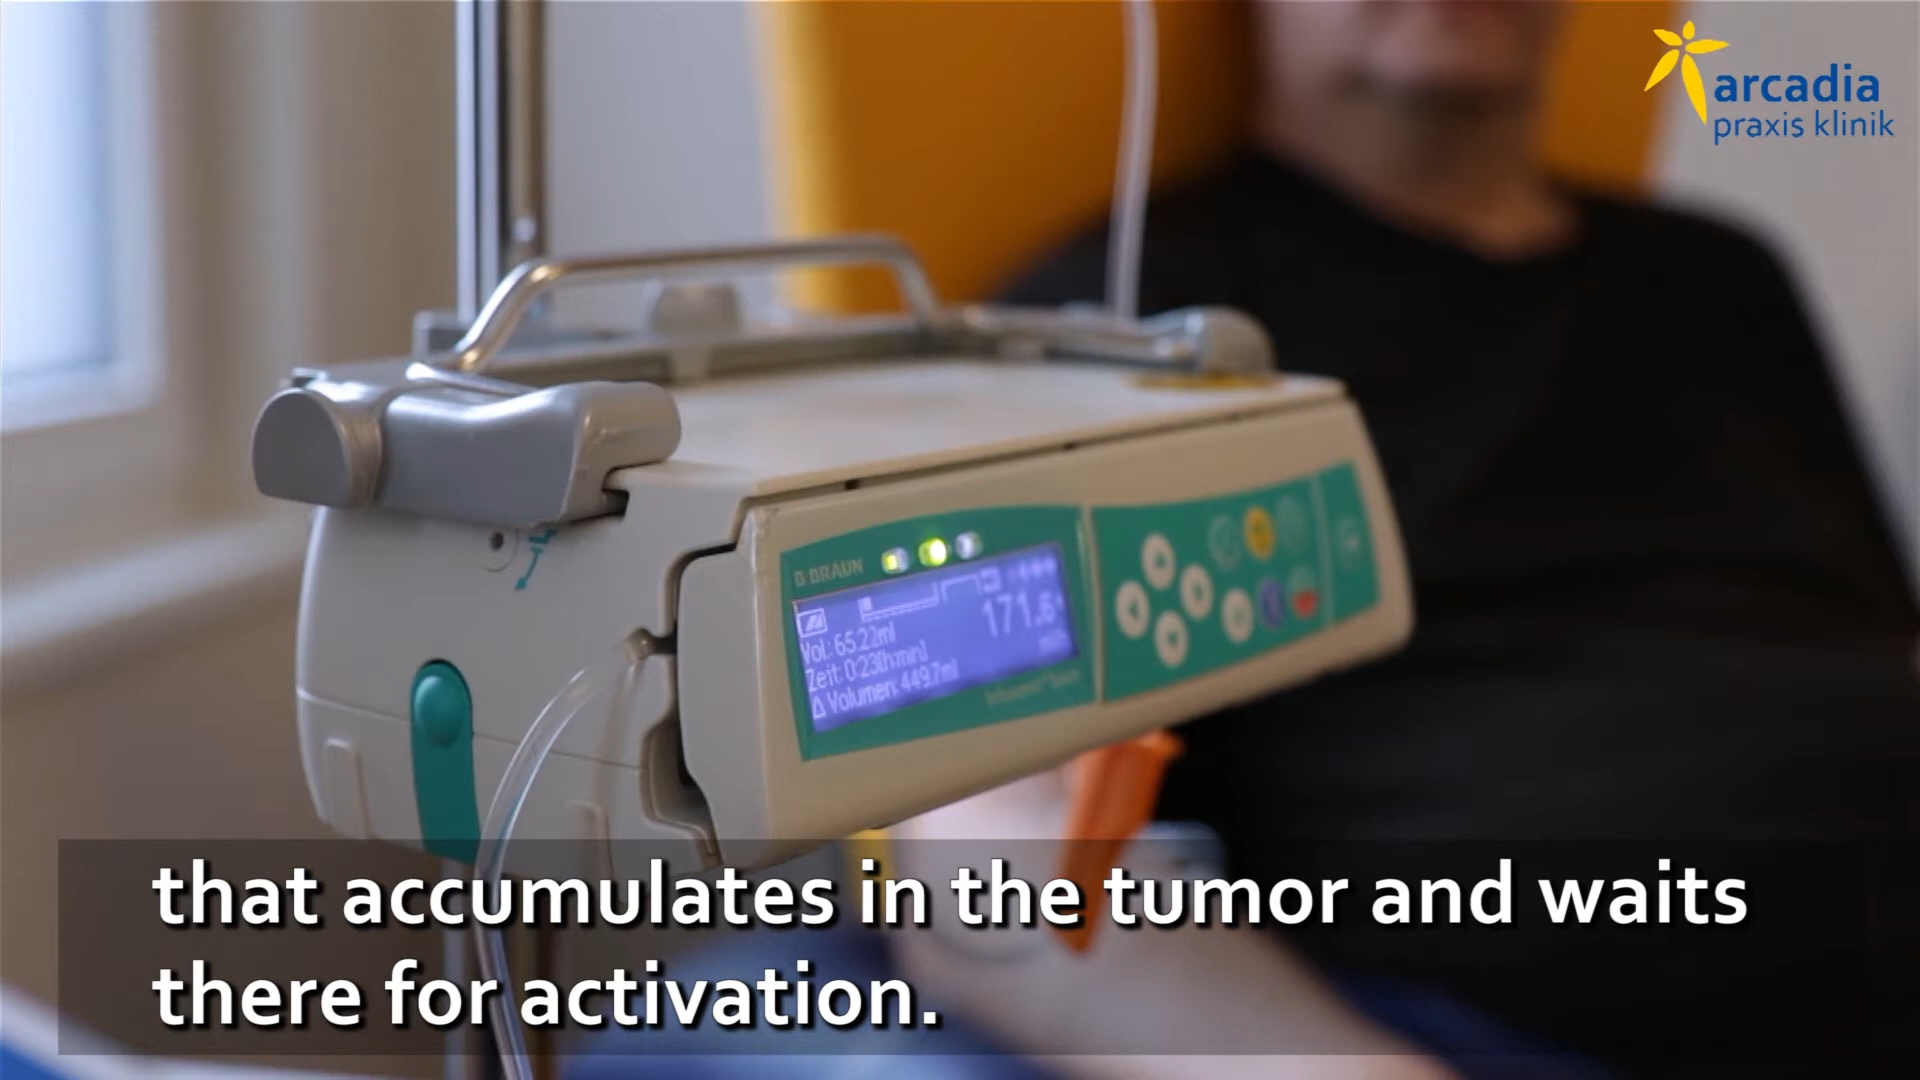 arcadia
praxis klinik
B BRAUN
171.6
Vol: 65.22ml
Zeit: 0:23[h:min]
Δ Volumen: 449.7ml
that accumulates in the tumor and waits
there for activation.